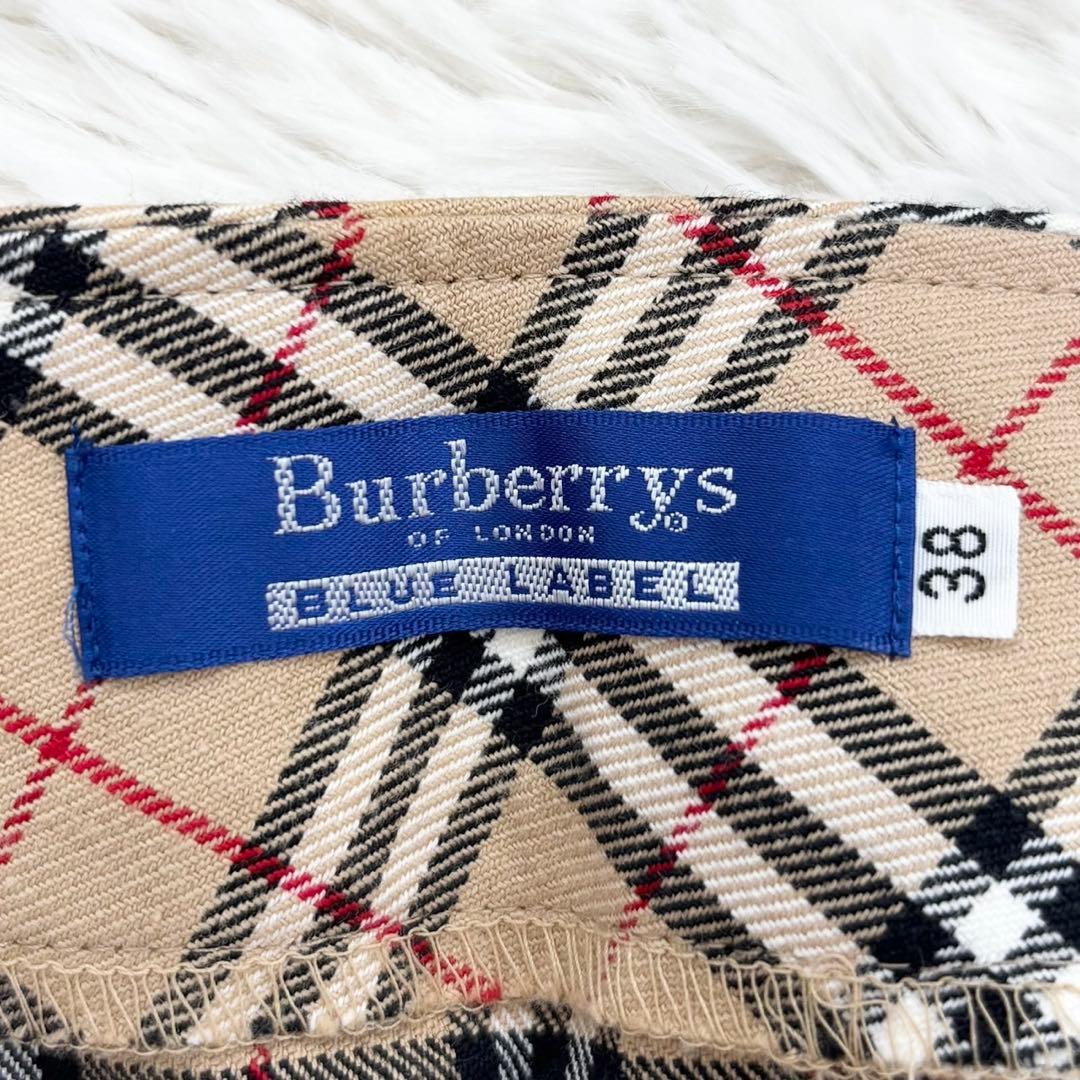 Burberrys®
OF LONDON
BLUE LABEL
38